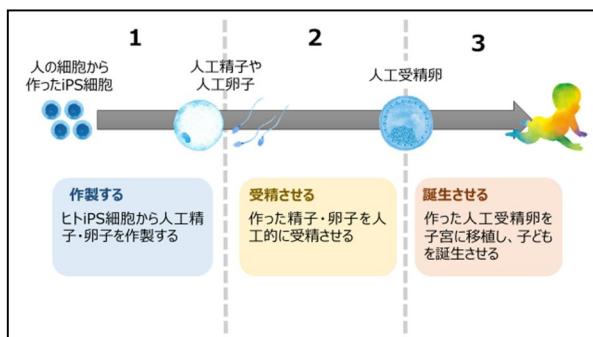 1
2
3
人の細胞から
作ったiPS細胞
人工精子や
人工卵子
人工受精卵
作製する
ヒトiPS細胞から人工精
子・卵子を作製する
受精させる
作った精子・卵子を人
工的に受精させる
誕生させる
作った人工受精卵を
子宮に移植し、子ども
を誕生させる